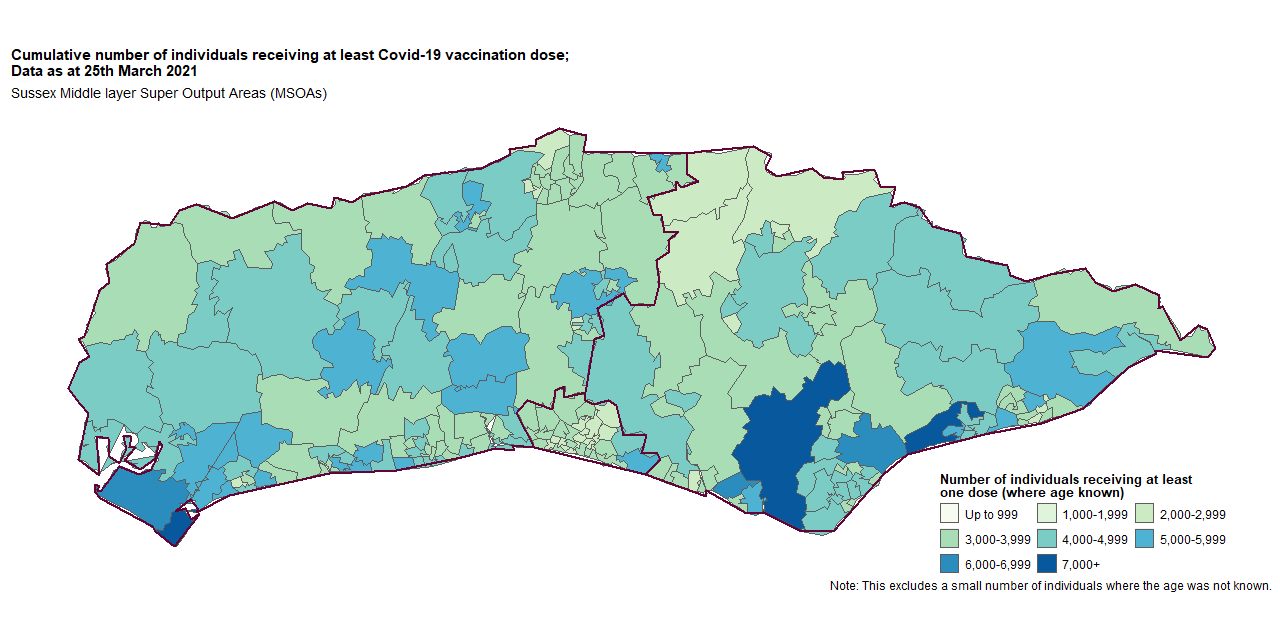 Cumulative number of individuals receiving at least Covid-19 vaccination dose;
Data as at 25th March 2021
Sussex Middle layer Super Output Areas (MSOAs)
Number of individuals receiving at least
one dose (where age known)
Up to 999 1,000-1,999 2,000-2,999
3,000-3,999 4,000-4,999 5,000-5,999
6,000-6,999 7,000+
Note: This excludes a small number of individuals where the age was not known.